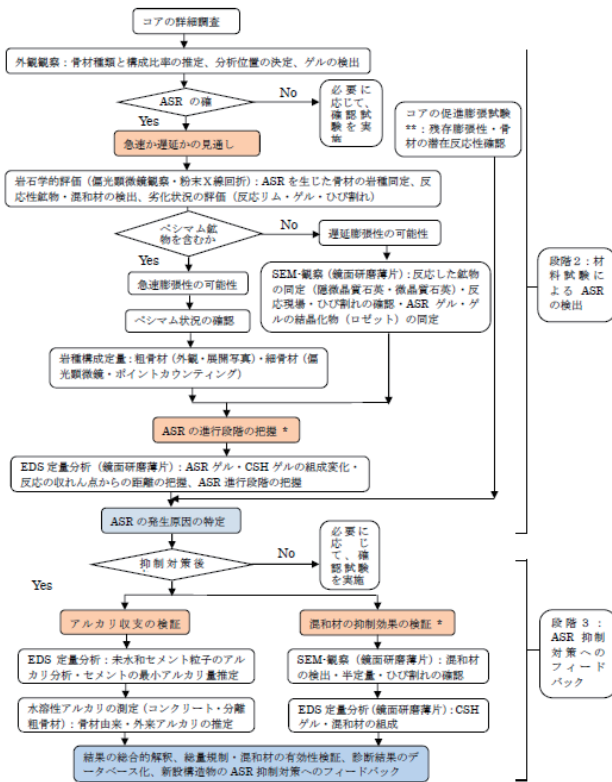 コアの詳細調査
外観観察：骨材種類と構成比率の推定、分析位置の決定、ゲルの検出
ASR の確
No
Yes
必要に
応じて、
確認試
験を実
施
コアの促進膨張試験
**：残存膨張性・骨
材の潜在反応性確認
急速か遅延かの見通し
岩石学的評価（偏光顕微鏡観察・粉末Ｘ線回折）：ASR を生じた骨材の岩種同定、反
応性鉱物・混和材の検出、劣化状況の評価（反応リム・ゲル・ひび割れ）
ペシマム鉱
物を含むか
No
Yes
遅延膨張性の可能性
急速膨張性の可能性
SEM-観察（鏡面研磨薄片）：反応した鉱物
の同定（隠微晶質石英・微晶質石英）・反
応現場・ひび割れの確認・ASR ゲル・ゲ
ルの結晶化物（ロゼット）の同定
ペシマム状況の確認
岩種構成定量：粗骨材（外観・展開写真）・細骨材（偏
光顕微鏡・ポイントカウンティング）
ASR の進行段階の把握 *
EDS 定量分析（鏡面研磨薄片）：ASR ゲル・CSH ゲルの組成変化・
反応の収れん点からの距離の把握、ASR 進行段階の把握
ASR の発生原因の特定
段階２：材
料試験に
よる ASR
の検出
抑制対策後
No
Yes
必要に
応じ
て、確
認試験
を実施
アルカリ収支の検証
混和材の抑制効果の検証 *
EDS 定量分析：未水和セメント粒子のアル
カリ分析・セメントの最小アルカリ量推定
SEM-観察（鏡面研磨薄片）：混和材
の検出・半定量・ひび割れの確認
水溶性アルカリの測定（コンクリート・分離
粗骨材）：骨材由来・外来アルカリの推定
EDS 定量分析（鏡面研磨薄片）：CSH
ゲル・混和材の組成
結果の総合的解釈、総量規制・混和材の有効性検証、診断結果のデ
ータベース化、新設構造物の ASR 抑制対策へのフィードバック
段階３：
ASR 抑制
対策への
フィード
バック